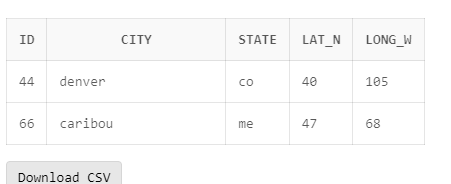 ID CITY STATE LAT_N LONG_W
44 denver co 40 105
66 caribou me 47 68
Download CSV